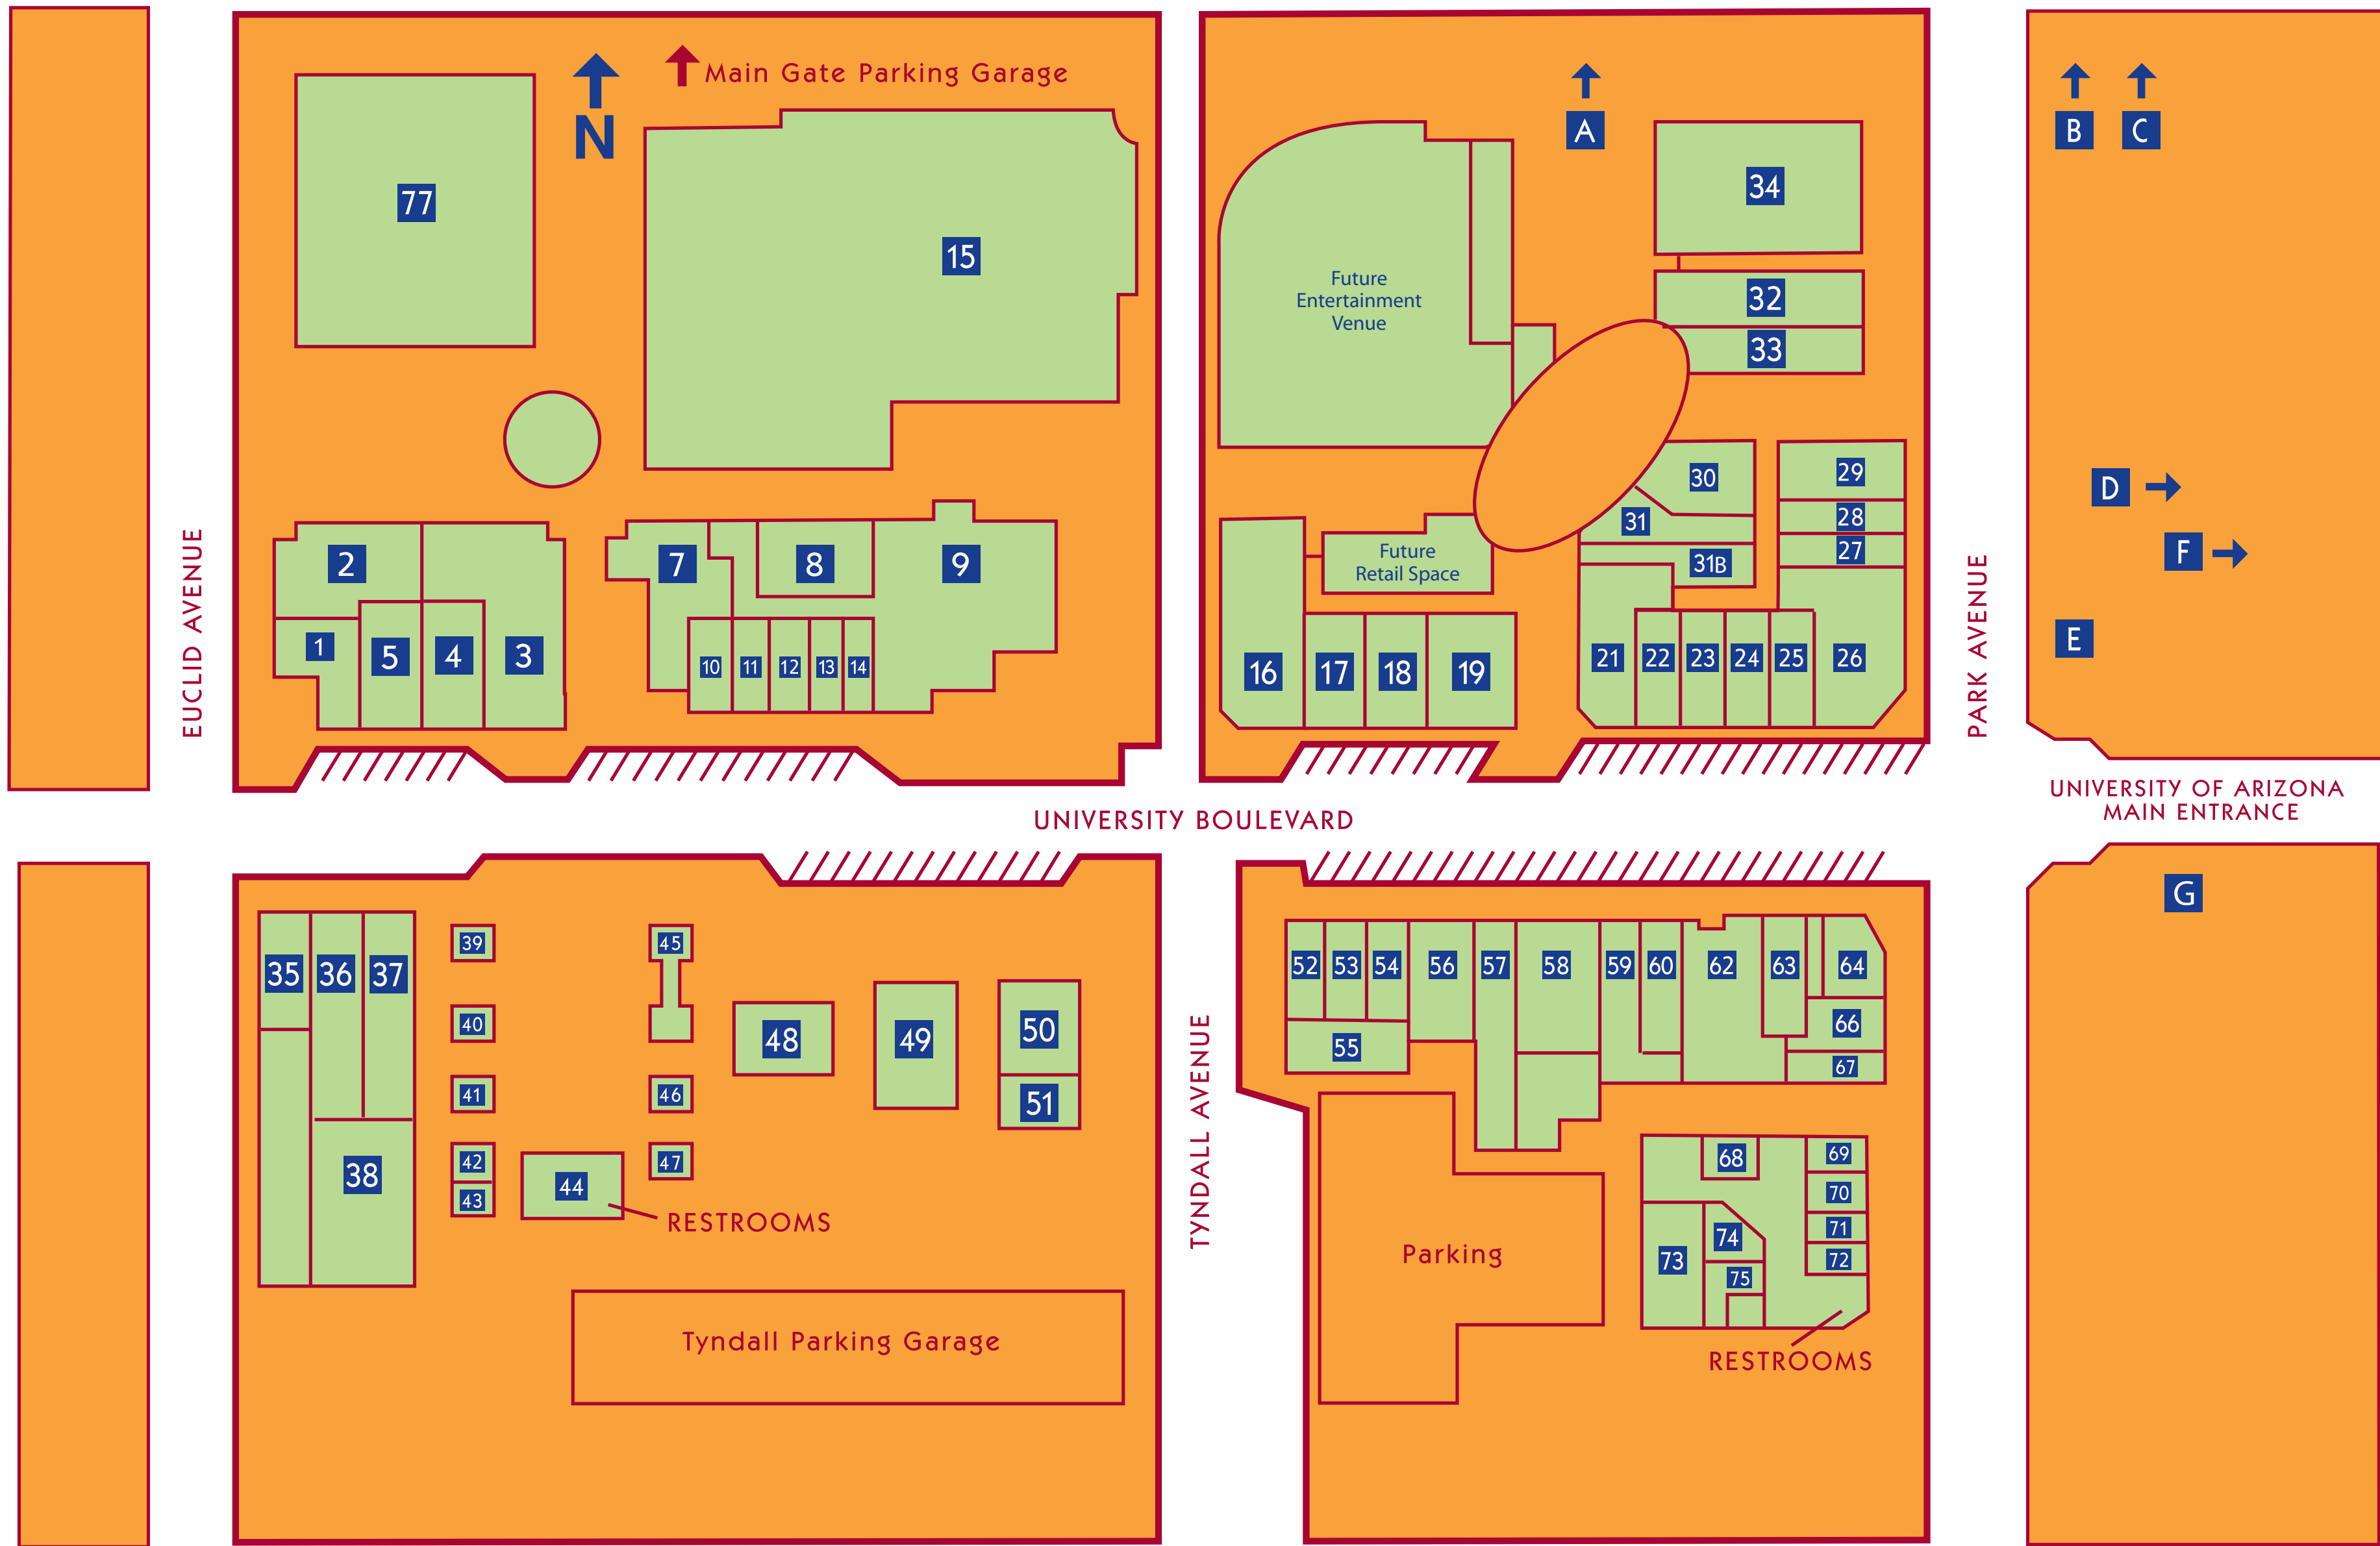 Main Gate Parking Garage
N
77
15
A
B
C
34
Future
Entertainment
Venue
32
33
30
29
31
28
31B
27
D
F
E
EUCLID AVENUE
2
7
8
9
1
5
4
3
10
11
12
13
14
Future
Retail Space
16
17
18
19
21
22
23
24
25
26
PARK AVENUE
UNIVERSITY OF ARIZONA
MAIN ENTRANCE
UNIVERSITY BOULEVARD
G
35
36
37
38
39
40
41
42
43
44
45
46
47
48
49
50
51
RESTROOMS
Tyndall Parking Garage
TYNDALL AVENUE
52
53
54
55
56
57
58
59
60
62
63
64
66
67
Parking
68
69
70
71
72
73
74
75
RESTROOMS